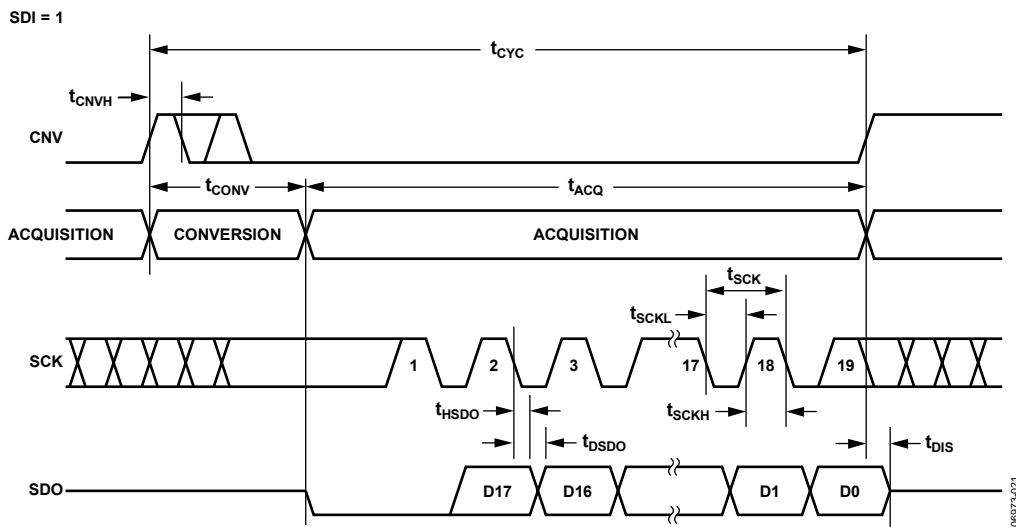 SDI = 1
tCYC
tCNVH
CNV
tCONV
tACQ
ACQUISITION
CONVERSION
ACQUISITION
tSCK
tSCKL
SCK
1
2
3
17
18
19
tHSDO
tSCKH
tDSDO
tDIS
SDO
D17
D16
D1
D0
06973-021